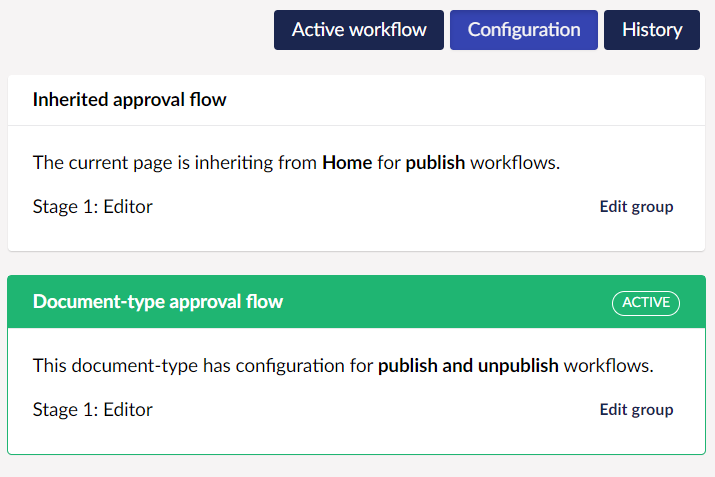 Active workflow Configuration History
Inherited approval flow
The current page is inheriting from Home for publish workflows.
Stage 1: Editor Edit group
Document-type approval flow ACTIVE
This document-type has configuration for publish and unpublish workflows.
Stage 1: Editor Edit group